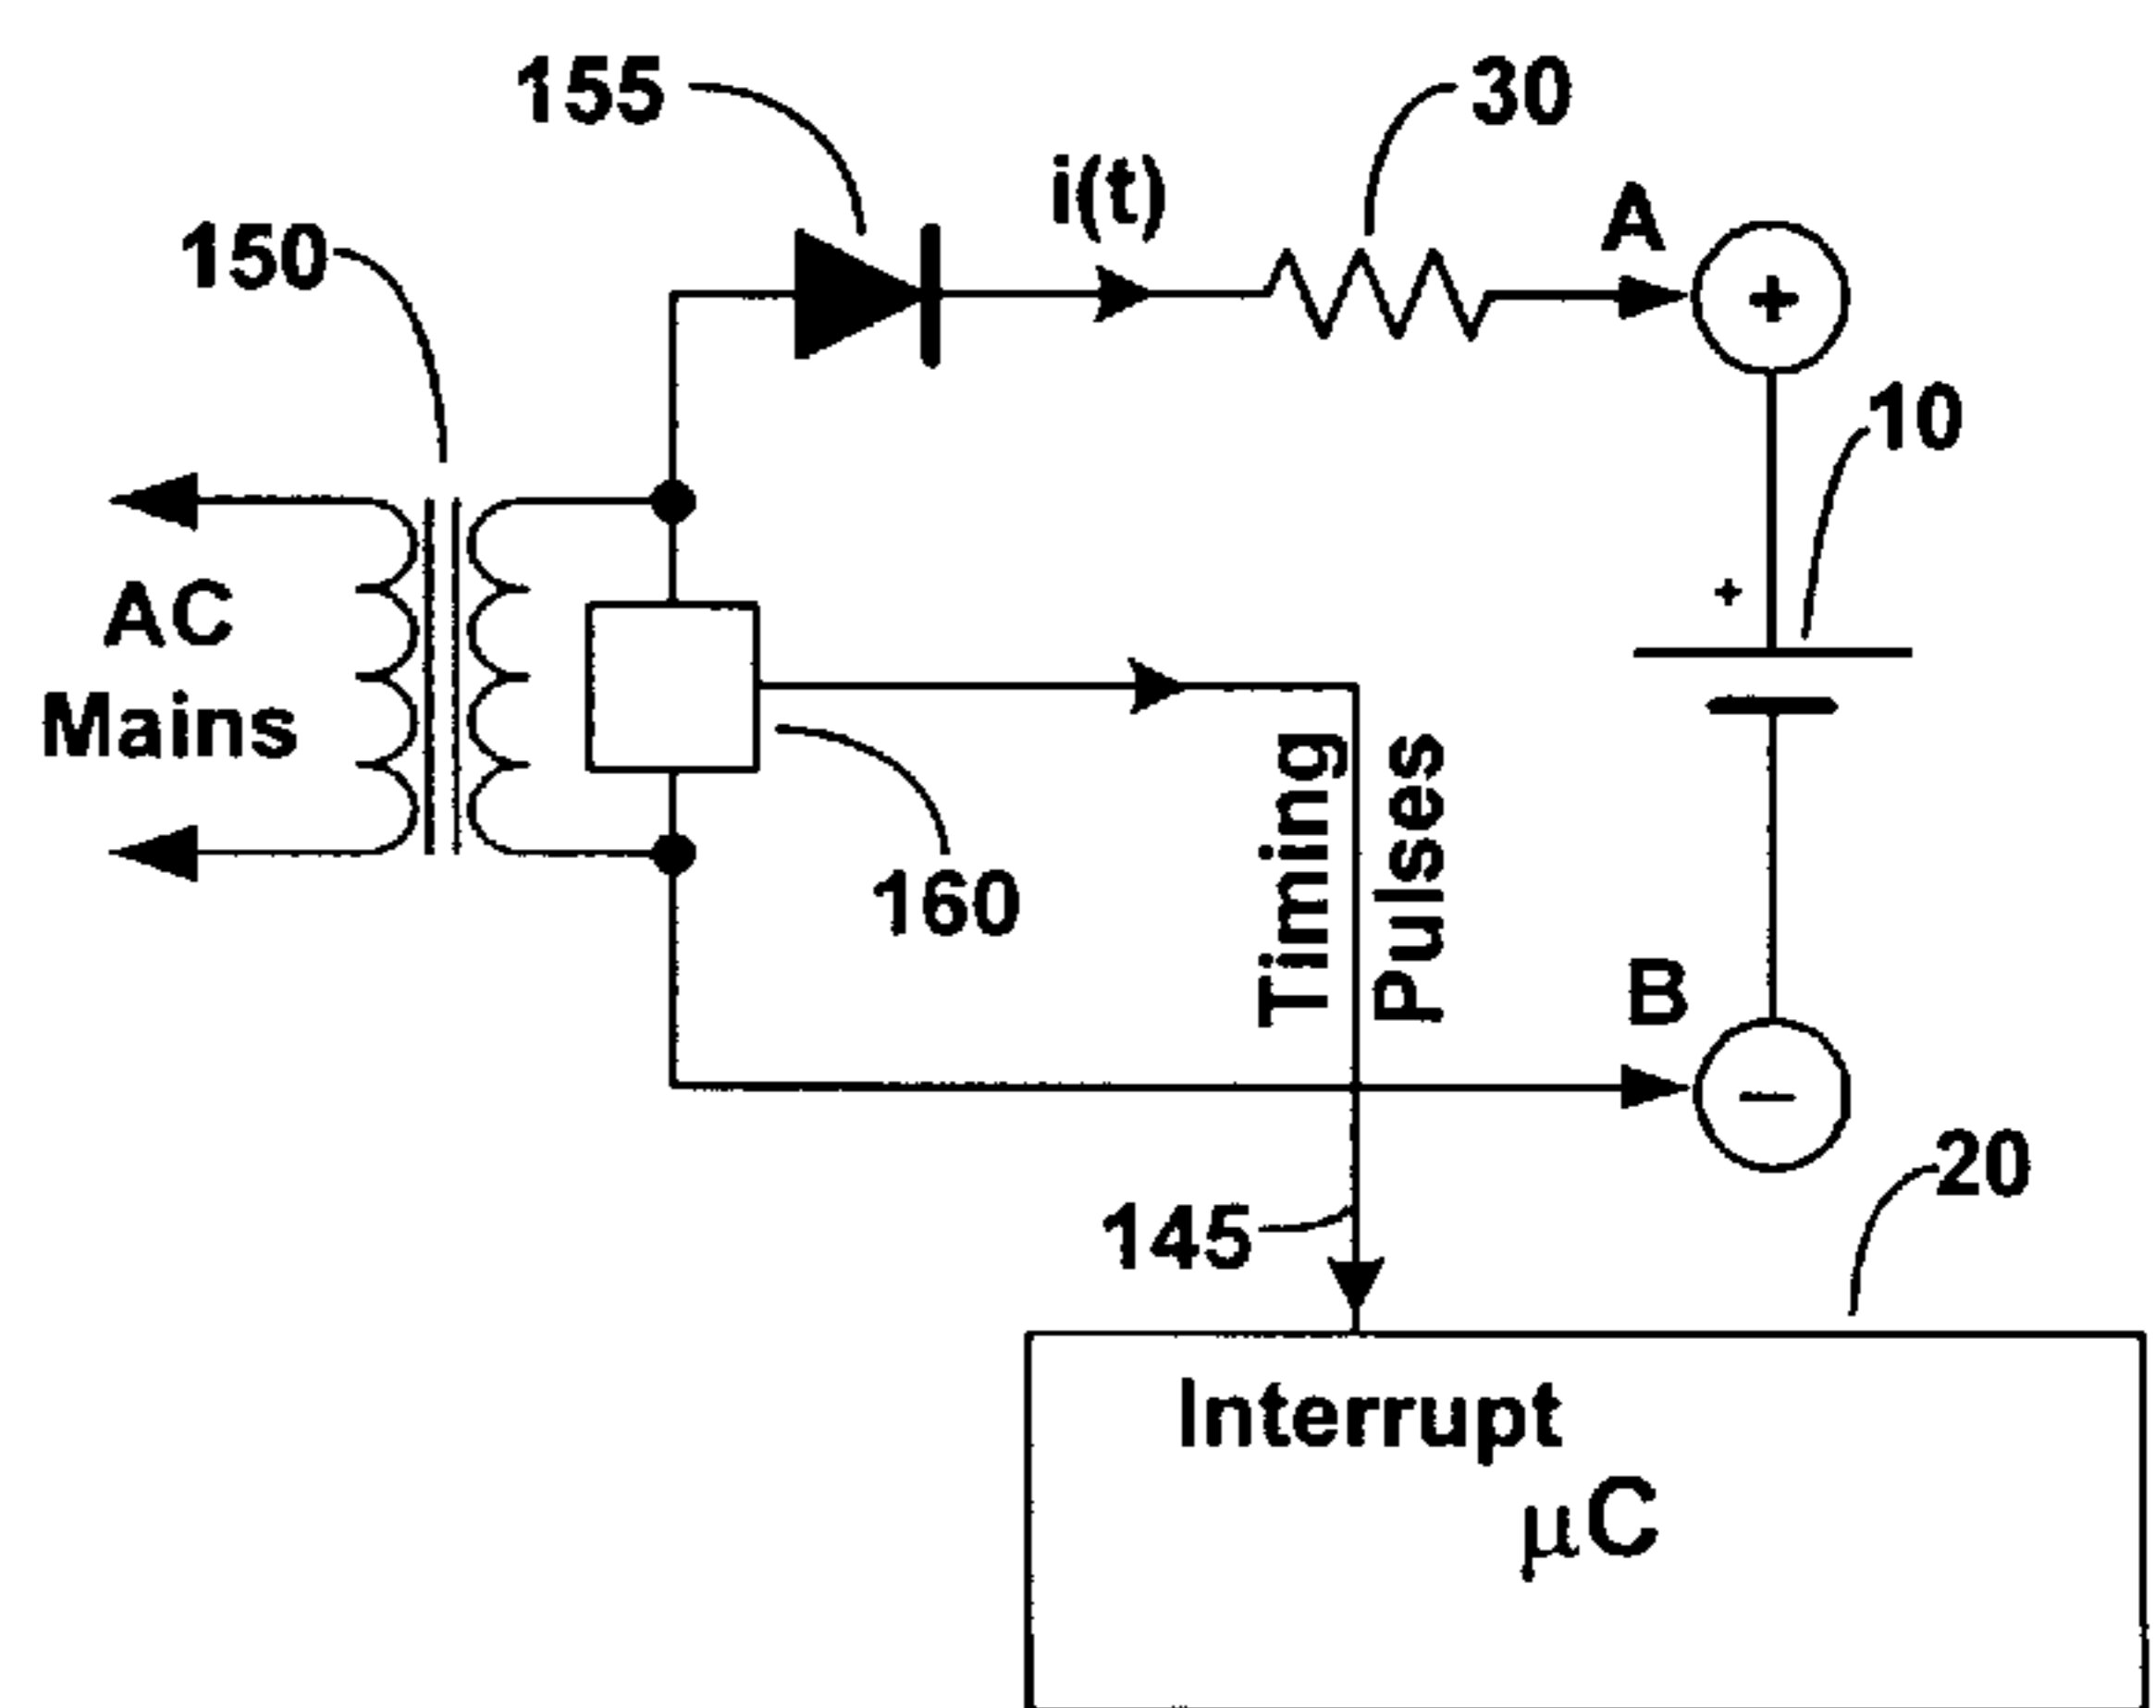 155
30
i(t)
A
150
+
10
+
AC
Mains
160
Timing
Pulses
B
−
20
145
Interrupt
µC